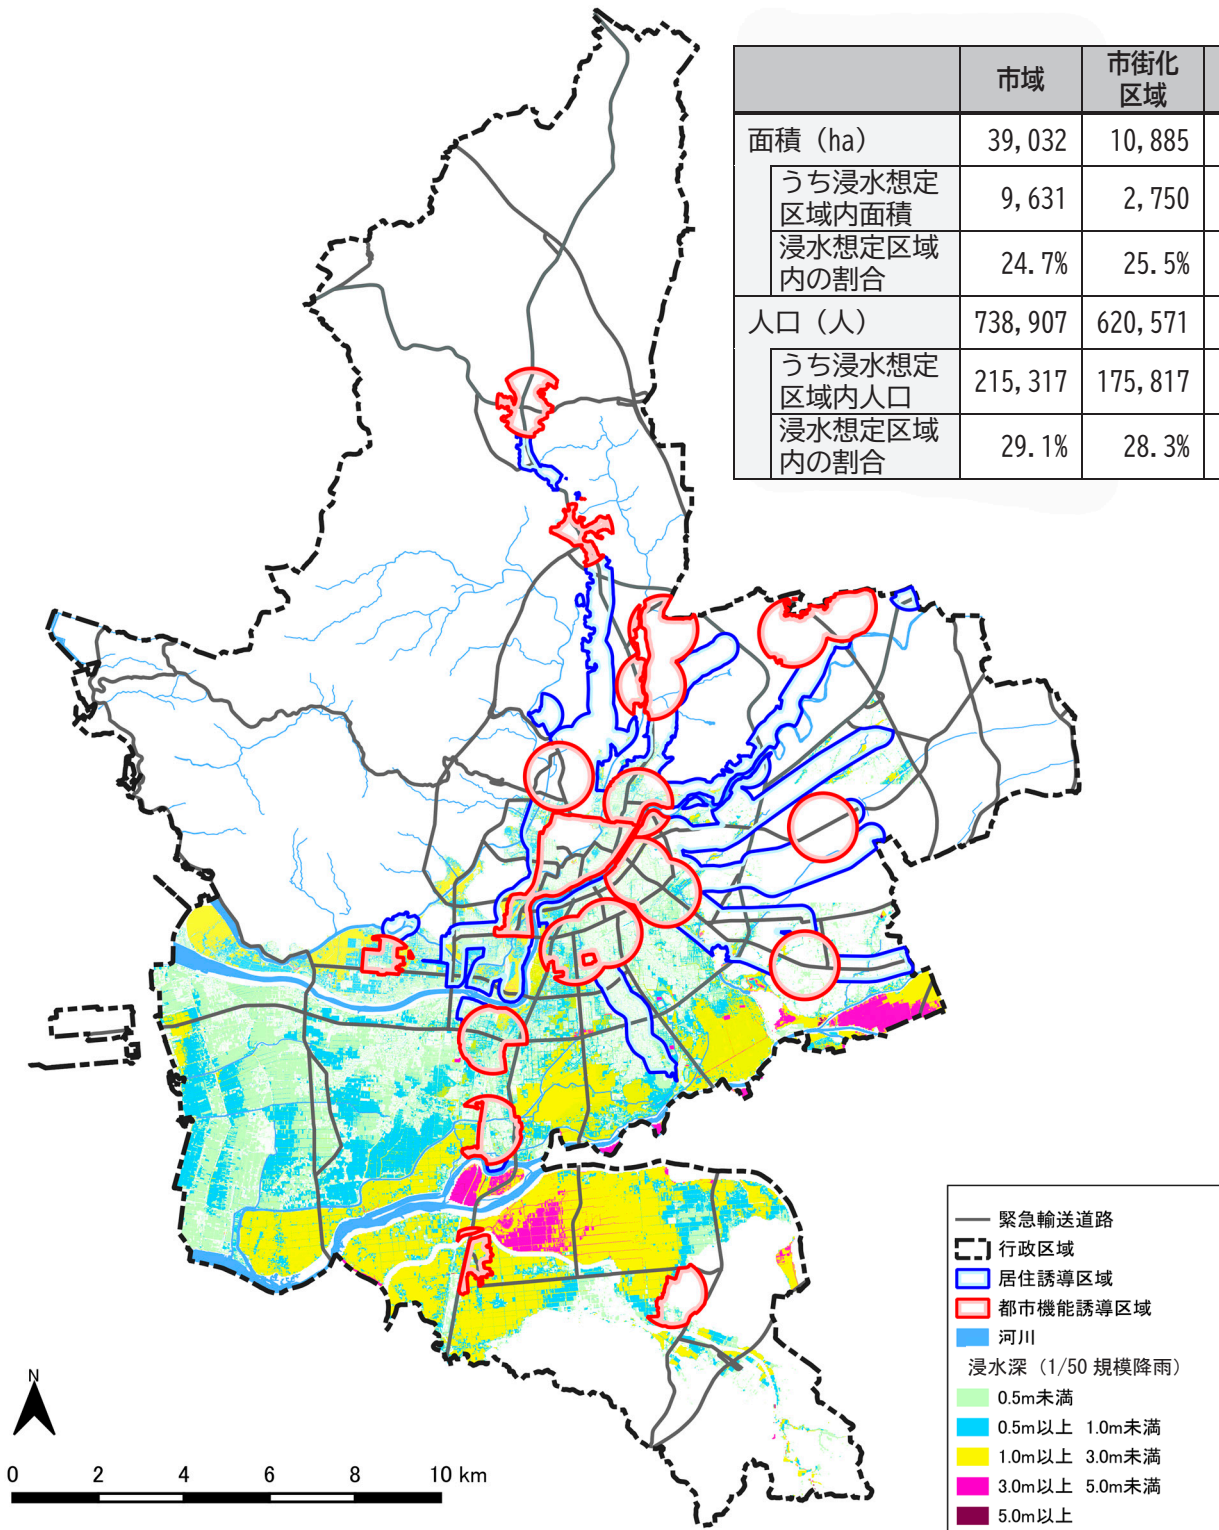 市域 市街化
区域
面積（ha） 39,032 10,885
うち浸水想定
区域内面積 9,631 2,750
浸水想定区域
内の割合 24.7% 25.5%
人口（人） 738,907 620,571
うち浸水想定
区域内人口 215,317 175,817
浸水想定区域
内の割合 29.1% 28.3%
緊急輸送道路
行政区域
居住誘導区域
都市機能誘導区域
河川
浸水深（1/50 規模降雨）
0.5m未満
0.5m以上 1.0m未満
1.0m以上 3.0m未満
3.0m以上 5.0m未満
5.0m以上
N
0 2 4 6 8 10 km